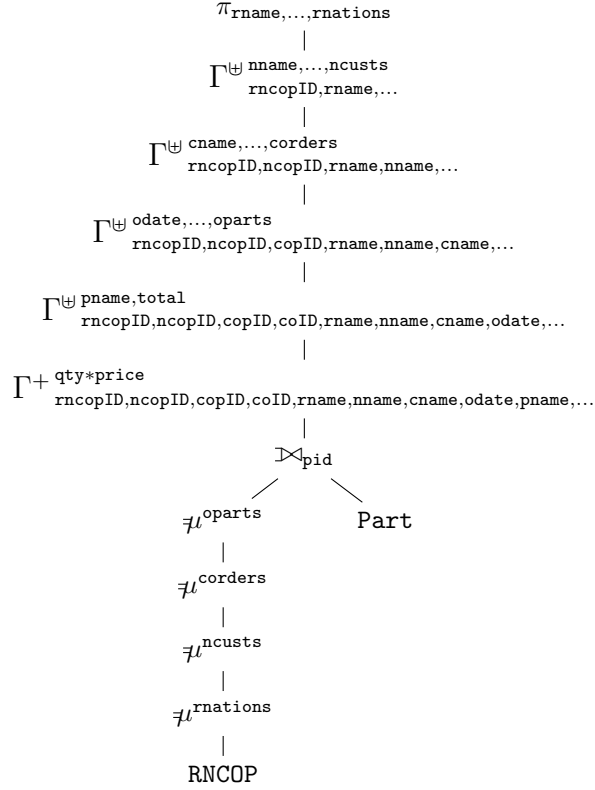 π rname,...,rnations
Γ⊎ nname,...,ncusts
rncopID,rname,...
Γ⊎ cname,...,corders
rncopID,ncopID,rname,nname,...
Γ⊎ odate,...,oparts
rncopID,ncopID,copID,rname,nname,cname,...
Γ⊎ pname,total
rncopID,ncopID,copID,coID,rname,nname,cname,odate,...
Γ+ qty*price
rncopID,ncopID,copID,coID,rname,nname,cname,odate,pname,...
⟕pid
μ oparts Part
μ corders
μ ncusts
μ rnations
RNCOP